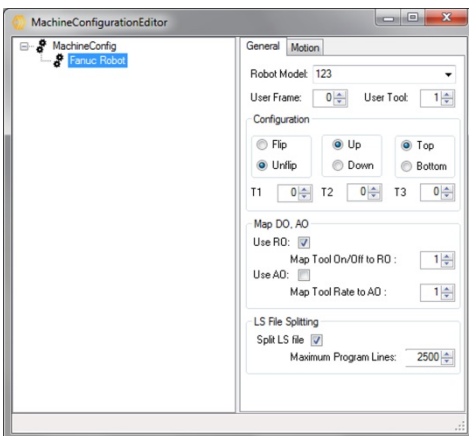 MachineConfigurationEditor
MachineConfig
Fanuc Robot
General Motion
Robot Model: 123
User Frame: 0 User Tool: 1
Configuration
Flip Up Top
Unflip Down Bottom
T1 0 T2 0 T3 0
Map DO, AO
Use RO:
Map Tool On/Off to RO : 1
Use AO:
Map Tool Rate to AO : 1
LS File Splitting
Split LS file
Maximum Program Lines: 2500